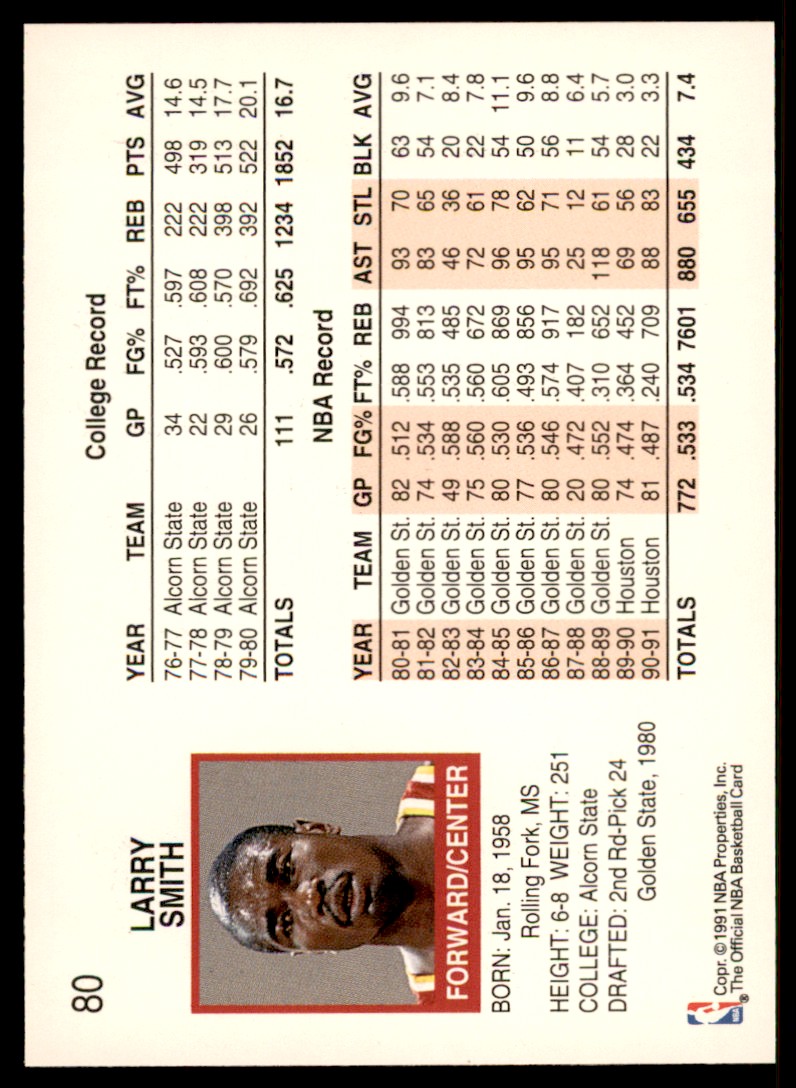 80
LARRY
SMITH
FORWARD/CENTER
BORN: Jan. 18, 1958
Rolling Fork, MS
HEIGHT: 6-8 WEIGHT: 251
COLLEGE: Alcorn State
DRAFTED: 2nd Rd-Pick 24
Golden State, 1980
NBA
®
Copr. © 1991 NBA Properties, Inc.
The Official NBA Basketball Card
College Record
YEAR TEAM GP FG% FT% REB PTS AVG
76-77 Alcorn State 34 .527 .597 222 498 14.6
77-78 Alcorn State 22 .593 .608 222 319 14.5
78-79 Alcorn State 29 .600 .570 398 513 17.7
79-80 Alcorn State 26 .579 .692 392 522 20.1
TOTALS 111 .572 .625 1234 1852 16.7
NBA Record
YEAR TEAM GP FG% FT% REB AST STL BLK AVG
80-81 Golden St. 82 .512 .588 994 93 70 63 9.6
81-82 Golden St. 74 .534 .553 813 83 65 54 7.1
82-83 Golden St. 49 .588 .535 485 46 36 20 8.4
83-84 Golden St. 75 .560 .560 672 72 61 22 7.8
84-85 Golden St. 80 .530 .605 869 96 78 54 11.1
85-86 Golden St. 77 .536 .493 856 95 62 50 9.6
86-87 Golden St. 80 .546 .574 917 95 71 56 8.8
87-88 Golden St. 20 .472 .407 182 25 12 11 6.4
88-89 Golden St. 80 .552 .310 652 118 61 54 5.7
89-90 Houston 74 .474 .364 452 69 56 28 3.0
90-91 Houston 81 .487 .240 709 88 83 22 3.3
TOTALS 772 .533 .534 7601 880 655 434 7.4